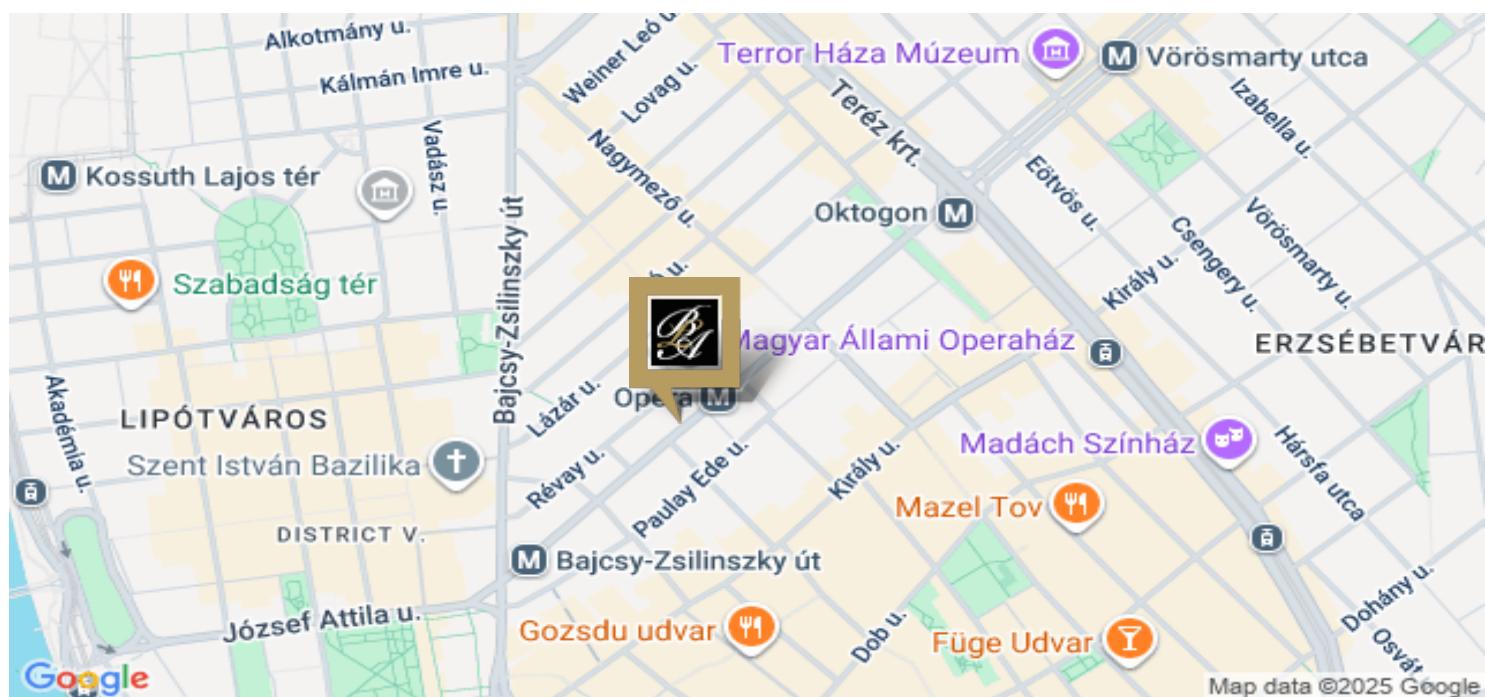 Alkotmány u.
Weiner Leó u.
Terror Háza Múzeum
M Vörösmarty utca
Kálmán Imre u.
Lovag u.
Teréz krt.
Izabella u.
Vadász u.
Nagymező u.
M Kossuth Lajos tér
Eötvös u.
Oktogon M
Vörösmarty u.
Csengery u.
Bajcsy-Zsilinszky út
Szabadság tér
u.
Király u.
BA
Magyar Állami Operaház
ERZSÉBETVÁR
Opera M
Lázár u.
Akadémia u.
LIPÓTVÁROS
Szent István Bazilika
Révay u.
Paulay Ede u.
Király u.
Madách Színház
Hársfa utca
Mazel Tov
DISTRICT V.
M Bajcsy-Zsilinszky út
József Attila u.
Gozsdu udvar
Dob u.
Füge Udvar
Dohány u.
Osvát
Google
Map data ©2025 Google